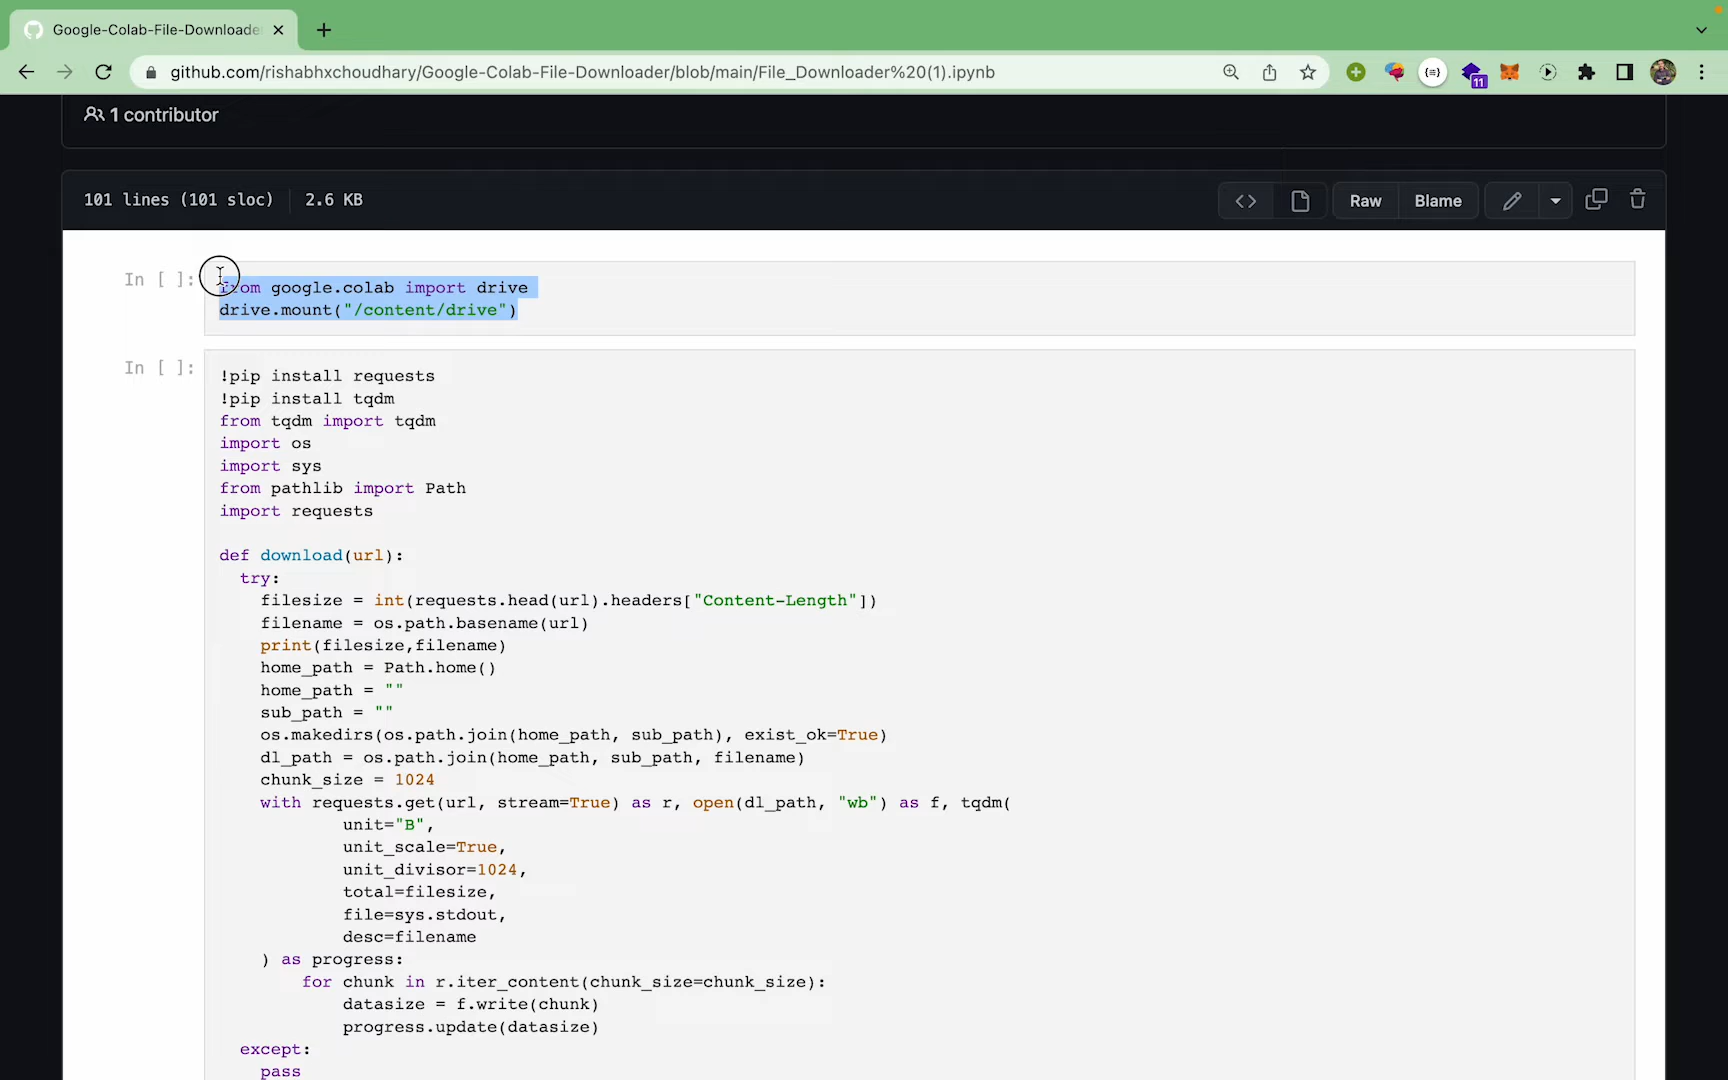 Google-Colab-File-Downloade
github.com/rishabhxchoudhary/Google-Colab-File-Downloader/blob/main/File_Downloader%20(1).ipynb
11
1 contributor
101 lines (101 sloc) 2.6 KB
Raw Blame
In [ ]:
from google.colab import drive
drive.mount("/content/drive")
In [ ]:
!pip install requests
!pip install tqdm
from tqdm import tqdm
import os
import sys
from pathlib import Path
import requests
def download(url):
try:
filesize = int(requests.head(url).headers["Content-Length"])
filename = os.path.basename(url)
print(filesize,filename)
home_path = Path.home()
home_path = ""
sub_path = ""
os.makedirs(os.path.join(home_path, sub_path), exist_ok=True)
dl_path = os.path.join(home_path, sub_path, filename)
chunk_size = 1024
with requests.get(url, stream=True) as r, open(dl_path, "wb") as f, tqdm(
unit="B",
unit_scale=True,
unit_divisor=1024,
total=filesize,
file=sys.stdout,
desc=filename
) as progress:
for chunk in r.iter_content(chunk_size=chunk_size):
datasize = f.write(chunk)
progress.update(datasize)
except:
pass